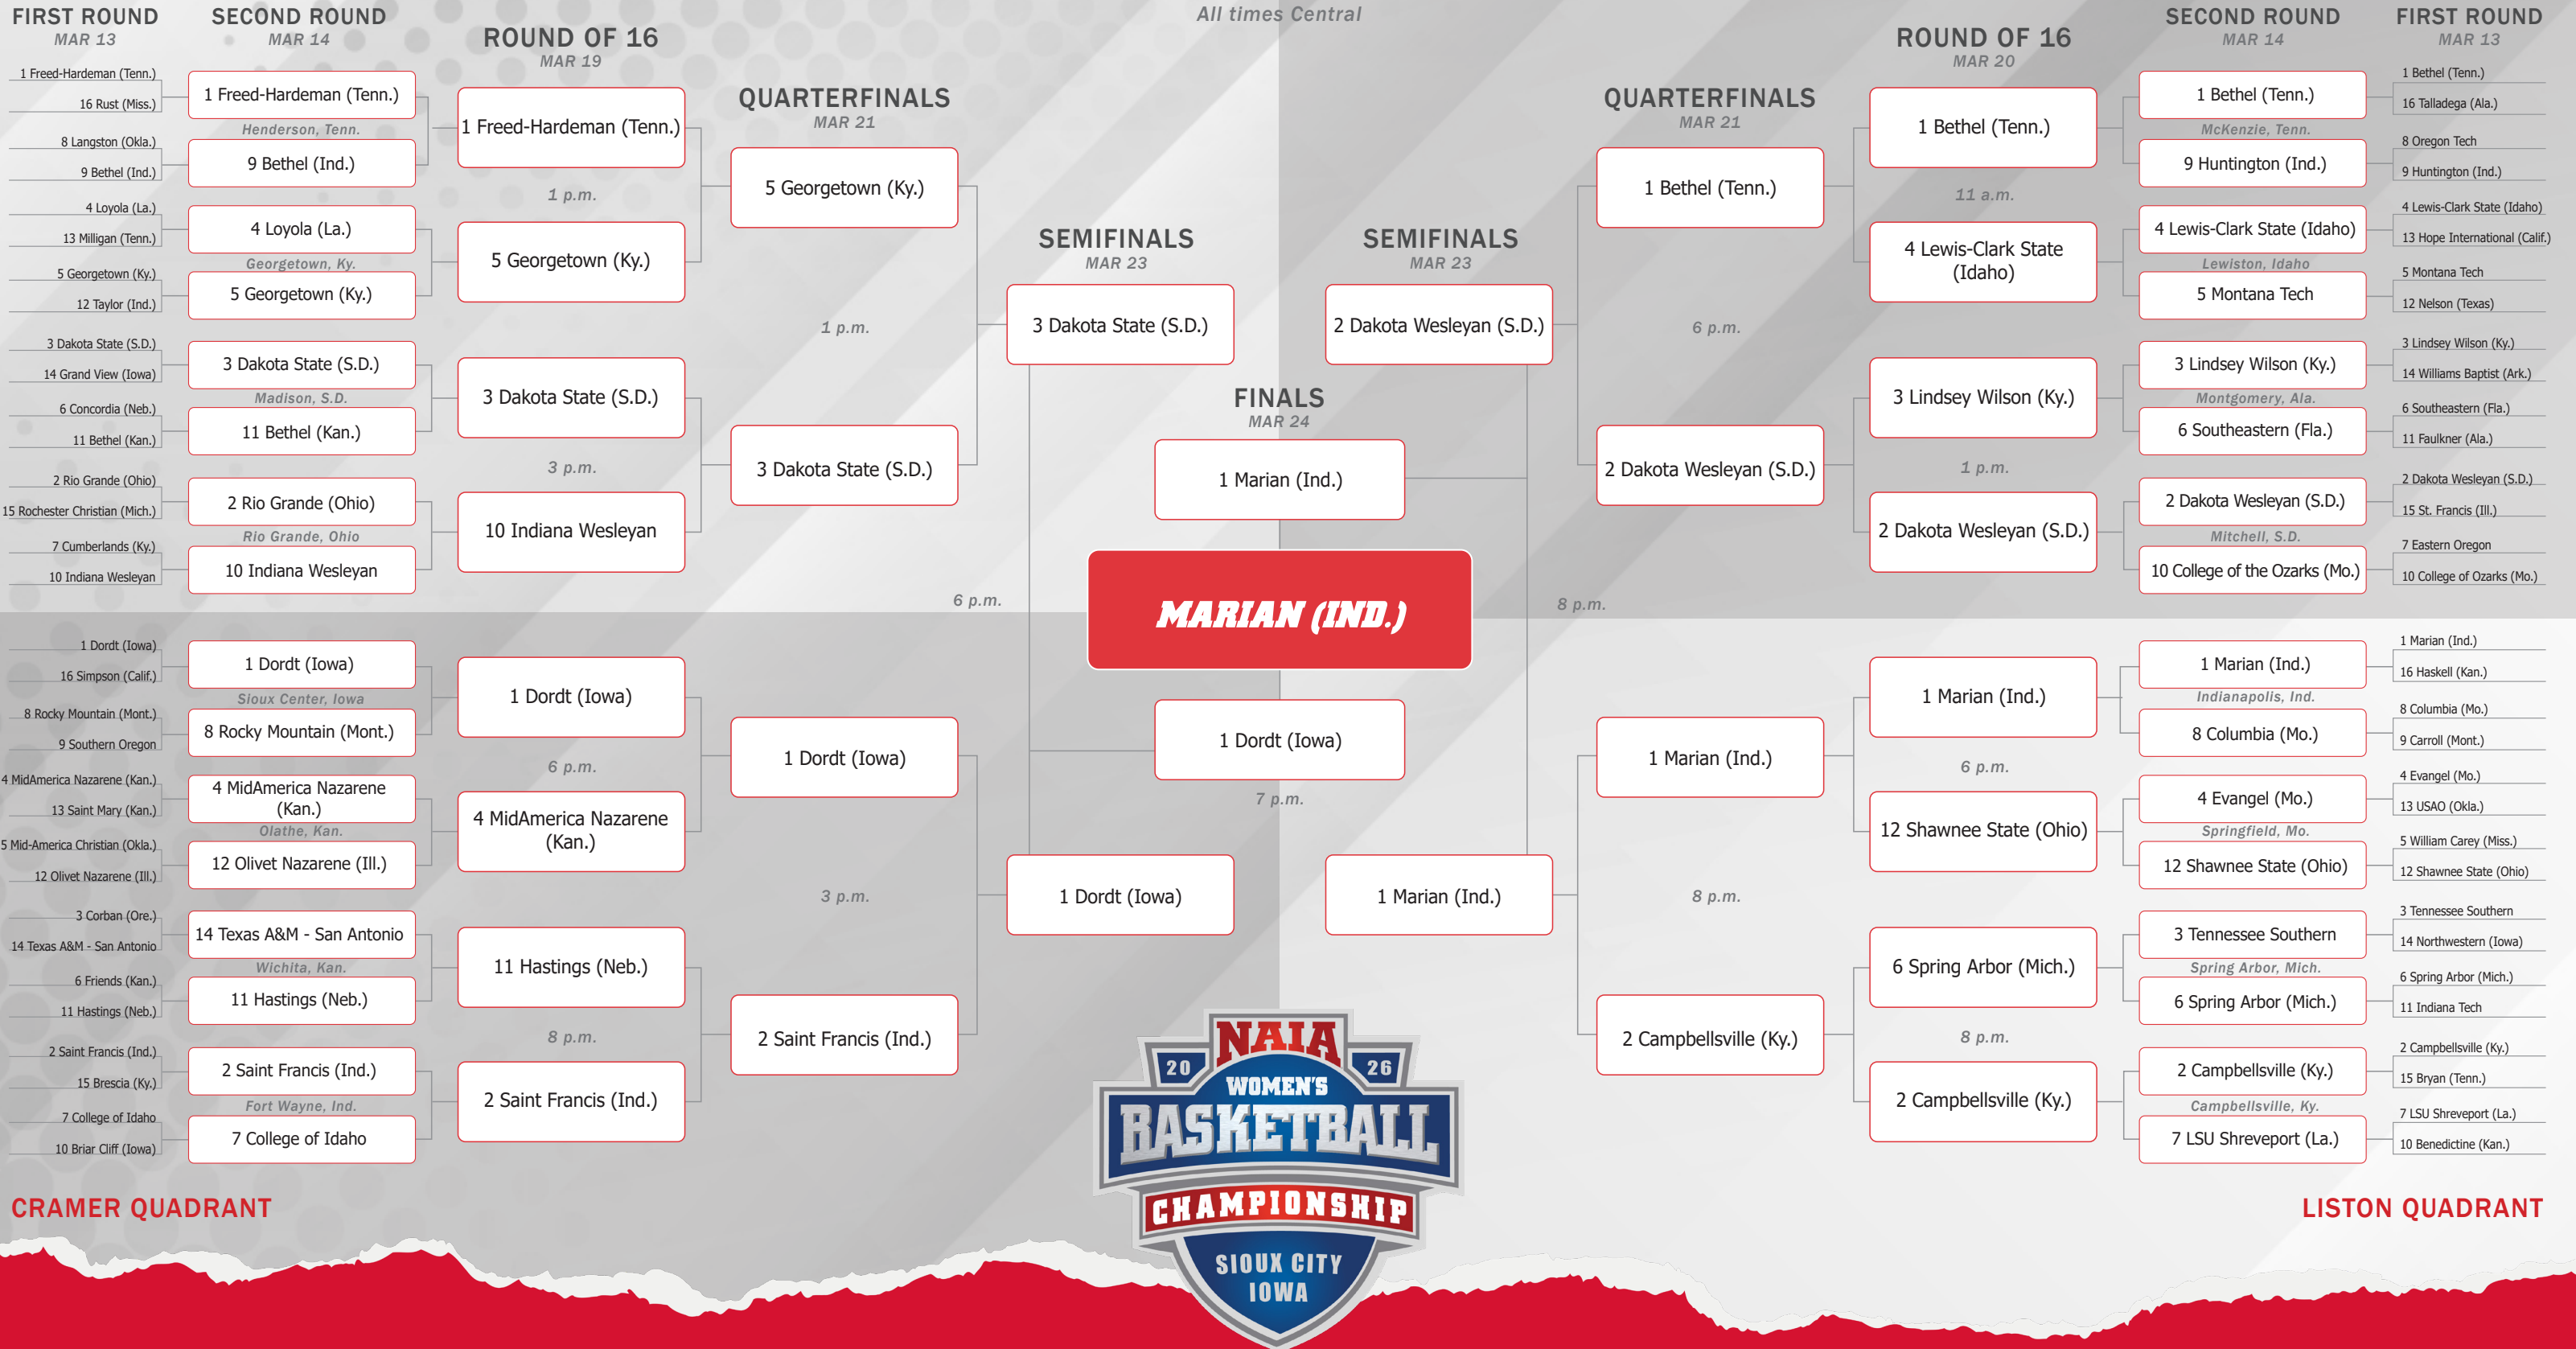 All times Central
FIRST ROUND
MAR 13
SECOND ROUND
MAR 14
ROUND OF 16
MAR 19
QUARTERFINALS
MAR 21
SEMIFINALS
MAR 23
FINALS
MAR 24
SEMIFINALS
MAR 23
QUARTERFINALS
MAR 21
ROUND OF 16
MAR 20
SECOND ROUND
MAR 14
FIRST ROUND
MAR 13
1 Freed-Hardeman (Tenn.)
16 Rust (Miss.)
8 Langston (Okla.)
9 Bethel (Ind.)
4 Loyola (La.)
13 Milligan (Tenn.)
5 Georgetown (Ky.)
12 Taylor (Ind.)
3 Dakota State (S.D.)
14 Grand View (Iowa)
6 Concordia (Neb.)
11 Bethel (Kan.)
2 Rio Grande (Ohio)
15 Rochester Christian (Mich.)
7 Cumberlands (Ky.)
10 Indiana Wesleyan
1 Dordt (Iowa)
16 Simpson (Calif.)
8 Rocky Mountain (Mont.)
9 Southern Oregon
4 MidAmerica Nazarene (Kan.)
13 Saint Mary (Kan.)
5 Mid-America Christian (Okla.)
12 Olivet Nazarene (Ill.)
3 Corban (Ore.)
14 Texas A&M - San Antonio
6 Friends (Kan.)
11 Hastings (Neb.)
2 Saint Francis (Ind.)
15 Brescia (Ky.)
7 College of Idaho
10 Briar Cliff (Iowa)
1 Freed-Hardeman (Tenn.)
Henderson, Tenn.
9 Bethel (Ind.)
4 Loyola (La.)
Georgetown, Ky.
5 Georgetown (Ky.)
3 Dakota State (S.D.)
Madison, S.D.
11 Bethel (Kan.)
2 Rio Grande (Ohio)
Rio Grande, Ohio
10 Indiana Wesleyan
1 Dordt (Iowa)
Sioux Center, Iowa
8 Rocky Mountain (Mont.)
4 MidAmerica Nazarene
(Kan.)
Olathe, Kan.
12 Olivet Nazarene (Ill.)
14 Texas A&M - San Antonio
Wichita, Kan.
11 Hastings (Neb.)
2 Saint Francis (Ind.)
Fort Wayne, Ind.
7 College of Idaho
1 Freed-Hardeman (Tenn.)
1 p.m.
5 Georgetown (Ky.)
3 Dakota State (S.D.)
3 p.m.
10 Indiana Wesleyan
1 Dordt (Iowa)
6 p.m.
4 MidAmerica Nazarene
(Kan.)
11 Hastings (Neb.)
8 p.m.
2 Saint Francis (Ind.)
5 Georgetown (Ky.)
1 p.m.
3 Dakota State (S.D.)
1 Dordt (Iowa)
3 p.m.
2 Saint Francis (Ind.)
3 Dakota State (S.D.)
6 p.m.
1 Dordt (Iowa)
1 Marian (Ind.)
MARIAN (IND.)
1 Dordt (Iowa)
7 p.m.
2 Dakota Wesleyan (S.D.)
8 p.m.
1 Marian (Ind.)
1 Bethel (Tenn.)
6 p.m.
2 Dakota Wesleyan (S.D.)
1 Marian (Ind.)
8 p.m.
2 Campbellsville (Ky.)
1 Bethel (Tenn.)
11 a.m.
4 Lewis-Clark State
(Idaho)
3 Lindsey Wilson (Ky.)
1 p.m.
2 Dakota Wesleyan (S.D.)
1 Marian (Ind.)
6 p.m.
12 Shawnee State (Ohio)
6 Spring Arbor (Mich.)
8 p.m.
2 Campbellsville (Ky.)
1 Bethel (Tenn.)
McKenzie, Tenn.
9 Huntington (Ind.)
4 Lewis-Clark State (Idaho)
Lewiston, Idaho
5 Montana Tech
3 Lindsey Wilson (Ky.)
Montgomery, Ala.
6 Southeastern (Fla.)
2 Dakota Wesleyan (S.D.)
Mitchell, S.D.
10 College of the Ozarks (Mo.)
1 Marian (Ind.)
Indianapolis, Ind.
8 Columbia (Mo.)
4 Evangel (Mo.)
Springfield, Mo.
12 Shawnee State (Ohio)
3 Tennessee Southern
Spring Arbor, Mich.
6 Spring Arbor (Mich.)
2 Campbellsville (Ky.)
Campbellsville, Ky.
7 LSU Shreveport (La.)
1 Bethel (Tenn.)
16 Talladega (Ala.)
8 Oregon Tech
9 Huntington (Ind.)
4 Lewis-Clark State (Idaho)
13 Hope International (Calif.)
5 Montana Tech
12 Nelson (Texas)
3 Lindsey Wilson (Ky.)
14 Williams Baptist (Ark.)
6 Southeastern (Fla.)
11 Faulkner (Ala.)
2 Dakota Wesleyan (S.D.)
15 St. Francis (Ill.)
7 Eastern Oregon
10 College of Ozarks (Mo.)
1 Marian (Ind.)
16 Haskell (Kan.)
8 Columbia (Mo.)
9 Carroll (Mont.)
4 Evangel (Mo.)
13 USAO (Okla.)
5 William Carey (Miss.)
12 Shawnee State (Ohio)
3 Tennessee Southern
14 Northwestern (Iowa)
6 Spring Arbor (Mich.)
11 Indiana Tech
2 Campbellsville (Ky.)
15 Bryan (Tenn.)
7 LSU Shreveport (La.)
10 Benedictine (Kan.)
CRAMER QUADRANT
LISTON QUADRANT
NAIA
20 26
WOMEN'S
BASKETBALL
CHAMPIONSHIP
SIOUX CITY
IOWA